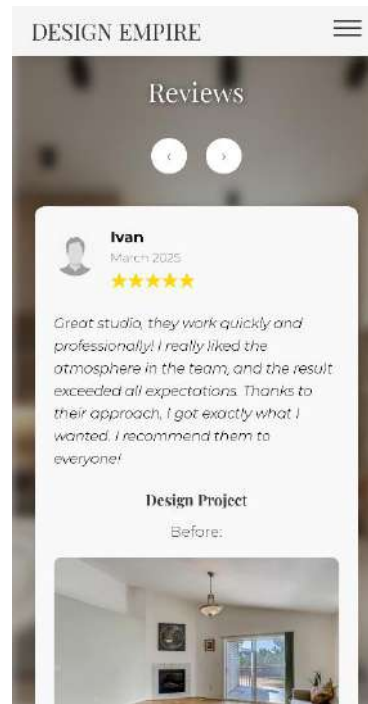 DESIGN EMPIRE
Reviews
‹ ›
Ivan
March 2025
Great studio, they work quickly and
professionally! I really liked the
atmosphere in the team, and the result
exceeded all expectations. Thanks to
their approach, I got exactly what I
wanted. I recommend them to
everyone!
Design Project
Before: